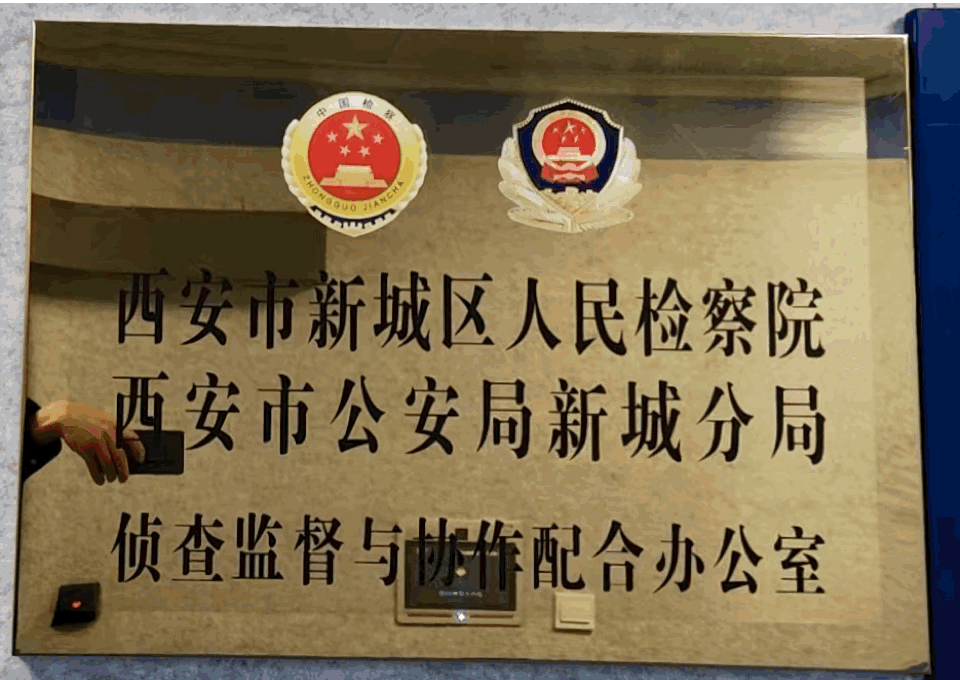 中国检察
ZHONGGUO JIANCHA
西安市新城区人民检察院
西安市公安局新城分局
侦查监督与协作配合办公室